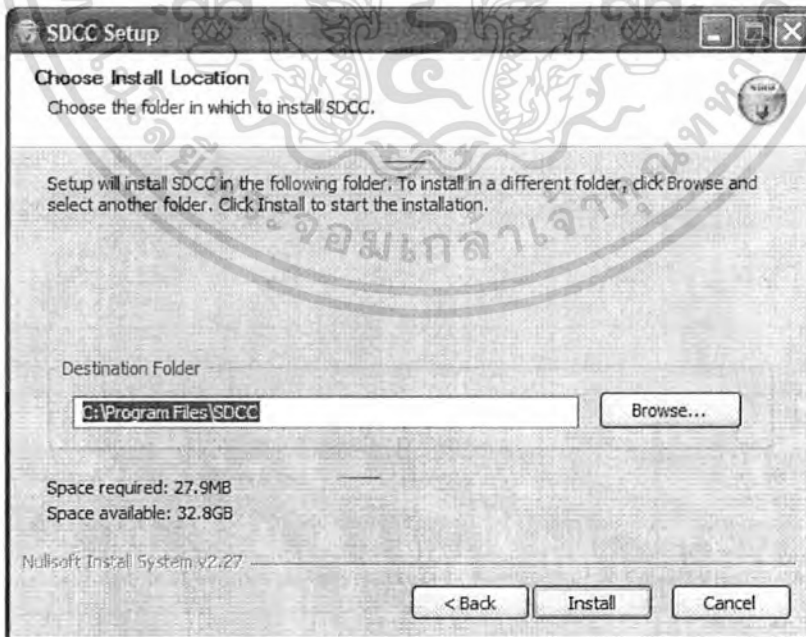 SDCC Setup
Choose Install Location
Choose the folder in which to install SDCC.
Setup will install SDCC in the following folder. To install in a different folder, click Browse and
select another folder. Click Install to start the installation.
Destination Folder
C:\Program Files\SDCC
Browse...
Space required: 27.9MB
Space available: 32.8GB
Nullsoft Install System v2.27
< Back
Install
Cancel